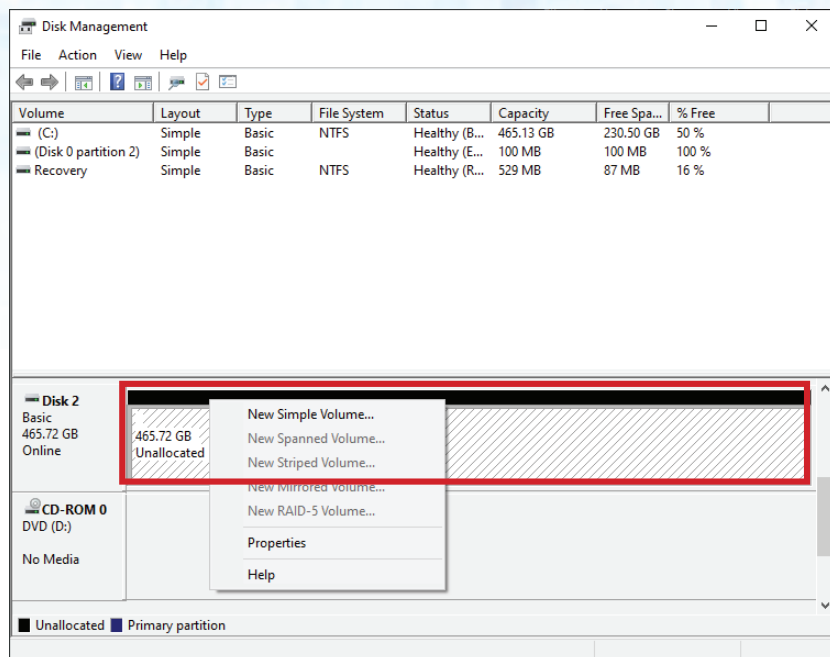 Disk Management
File Action View Help
Volume Layout Type File System Status Capacity Free Spa... % Free
(C:) Simple Basic NTFS Healthy (B... 465.13 GB 230.50 GB 50 %
(Disk 0 partition 2) Simple Basic Healthy (E... 100 MB 100 MB 100 %
Recovery Simple Basic NTFS Healthy (R... 529 MB 87 MB 16 %
Disk 2
Basic
465.72 GB
Online
465.72 GB
Unallocated
New Simple Volume...
New Spanned Volume...
New Striped Volume...
New Mirrored Volume...
New RAID-5 Volume...
Properties
Help
CD-ROM 0
DVD (D:)
No Media
Unallocated Primary partition